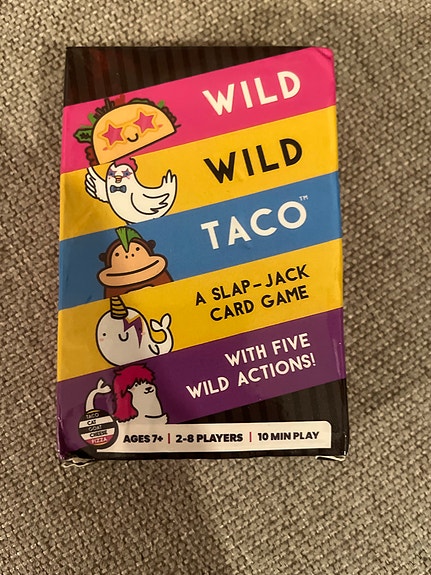 WILD
WILD
TACO™
A SLAP-JACK
CARD GAME
WITH FIVE
WILD ACTIONS!
TACO
CAT
GOAT
CHEESE
PIZZA
AGES 7+ | 2-8 PLAYERS | 10 MIN PLAY